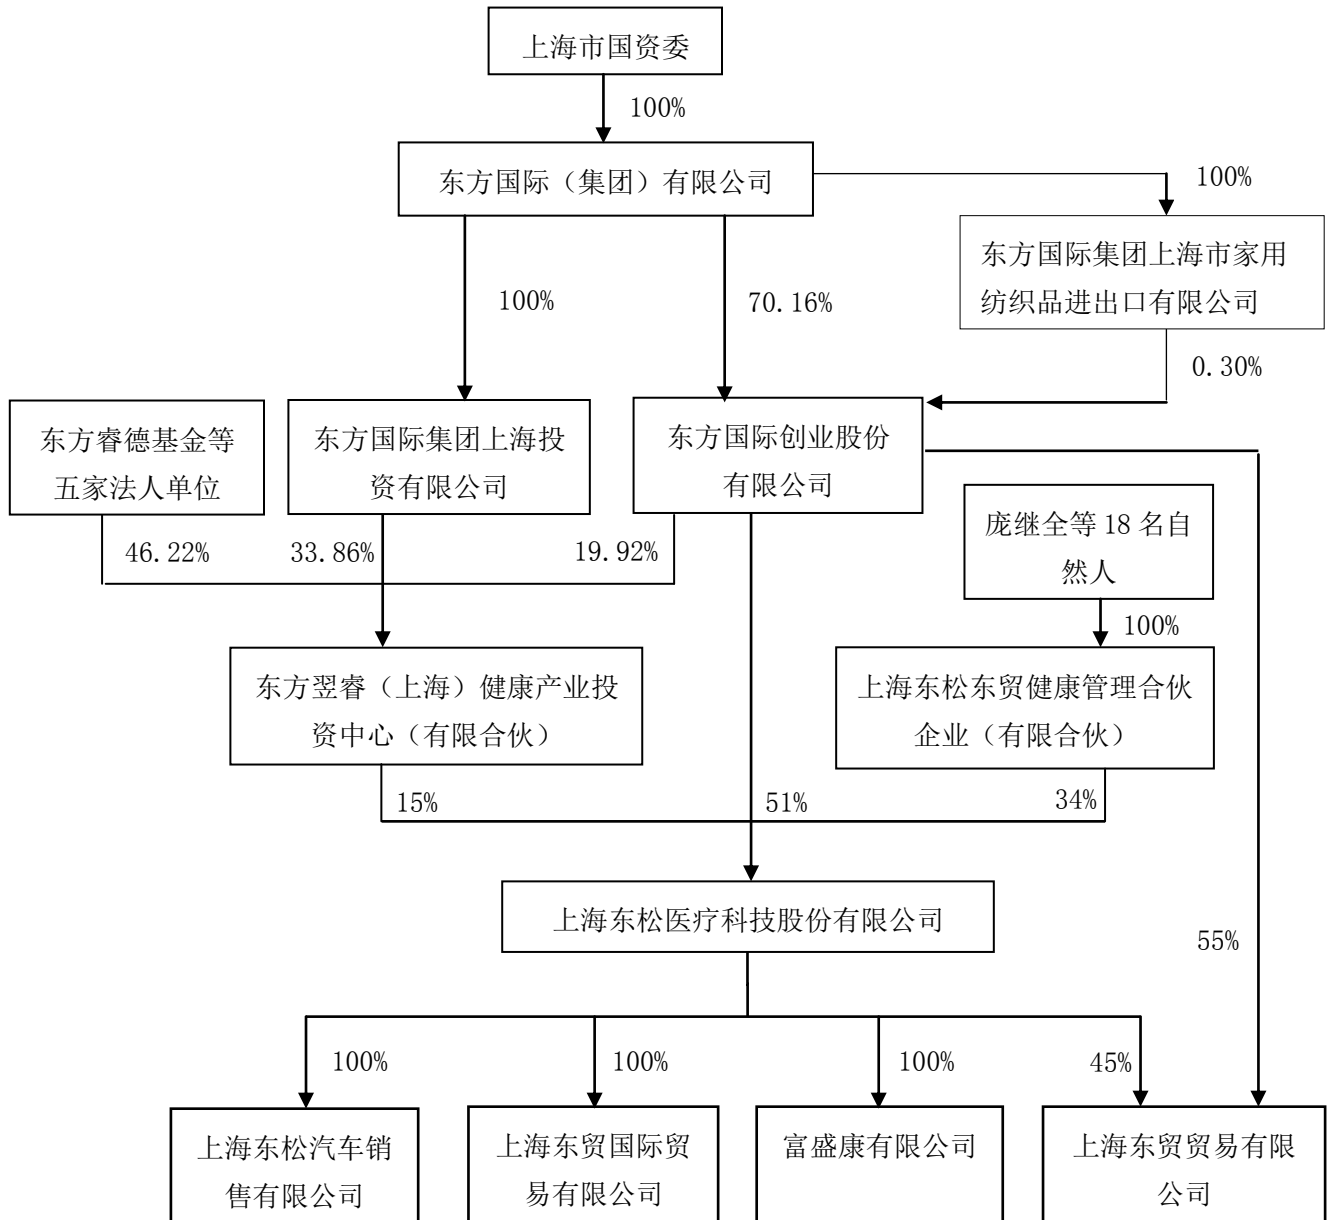 上海市国资委
100%
东方国际（集团）有限公司
100%
东方国际集团上海市家用
纺织品进出口有限公司
100%
70.16%
0.30%
东方睿德基金等
五家法人单位
东方国际集团上海投
资有限公司
东方国际创业股份
有限公司
庞继全等 18 名自
然人
46.22%
33.86%
19.92%
100%
东方翌睿（上海）健康产业投
资中心（有限合伙）
上海东松东贸健康管理合伙
企业（有限合伙）
15%
51%
34%
上海东松医疗科技股份有限公司
55%
100%
100%
100%
45%
上海东松汽车销
售有限公司
上海东贸国际贸
易有限公司
富盛康有限公司
上海东贸贸易有限
公司